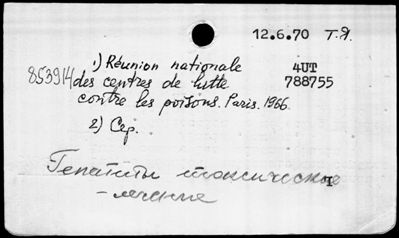 12.6.70 Т.Я.
1) Réunion nationale 4UT
853914 des centres de lutte 788755
contre les poisons. Paris. 1966.
2) Сер.
Гепатиты токсические
- лечение